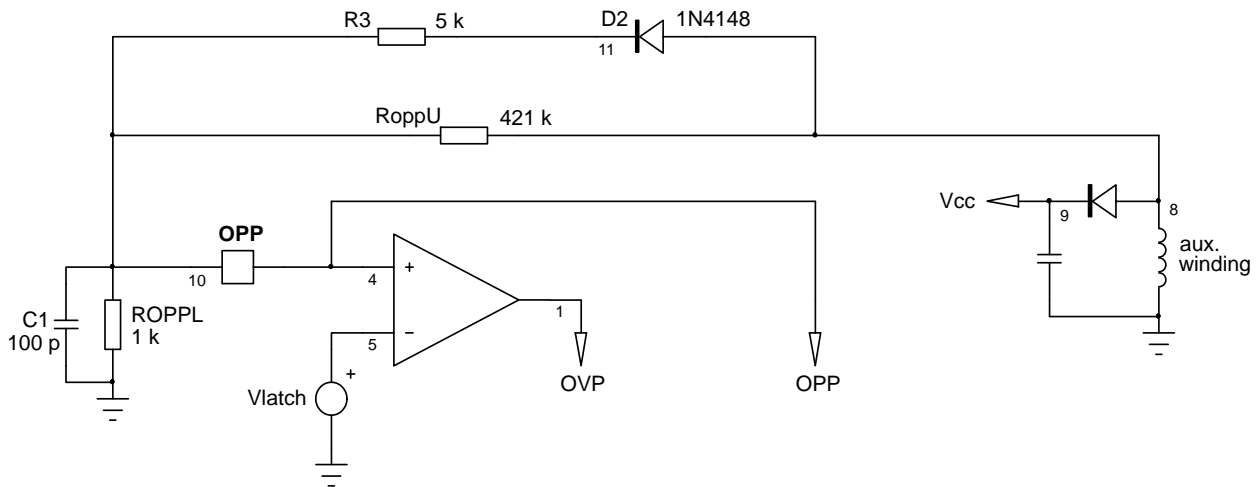 R3 5 k D2 1N4148
11
RoppU 421 k
Vcc 9 8
OPP
aux.
winding
10 4 +
C1
100 p
ROPPL
1 k
1
5 −
Vlatch +
OVP OPP